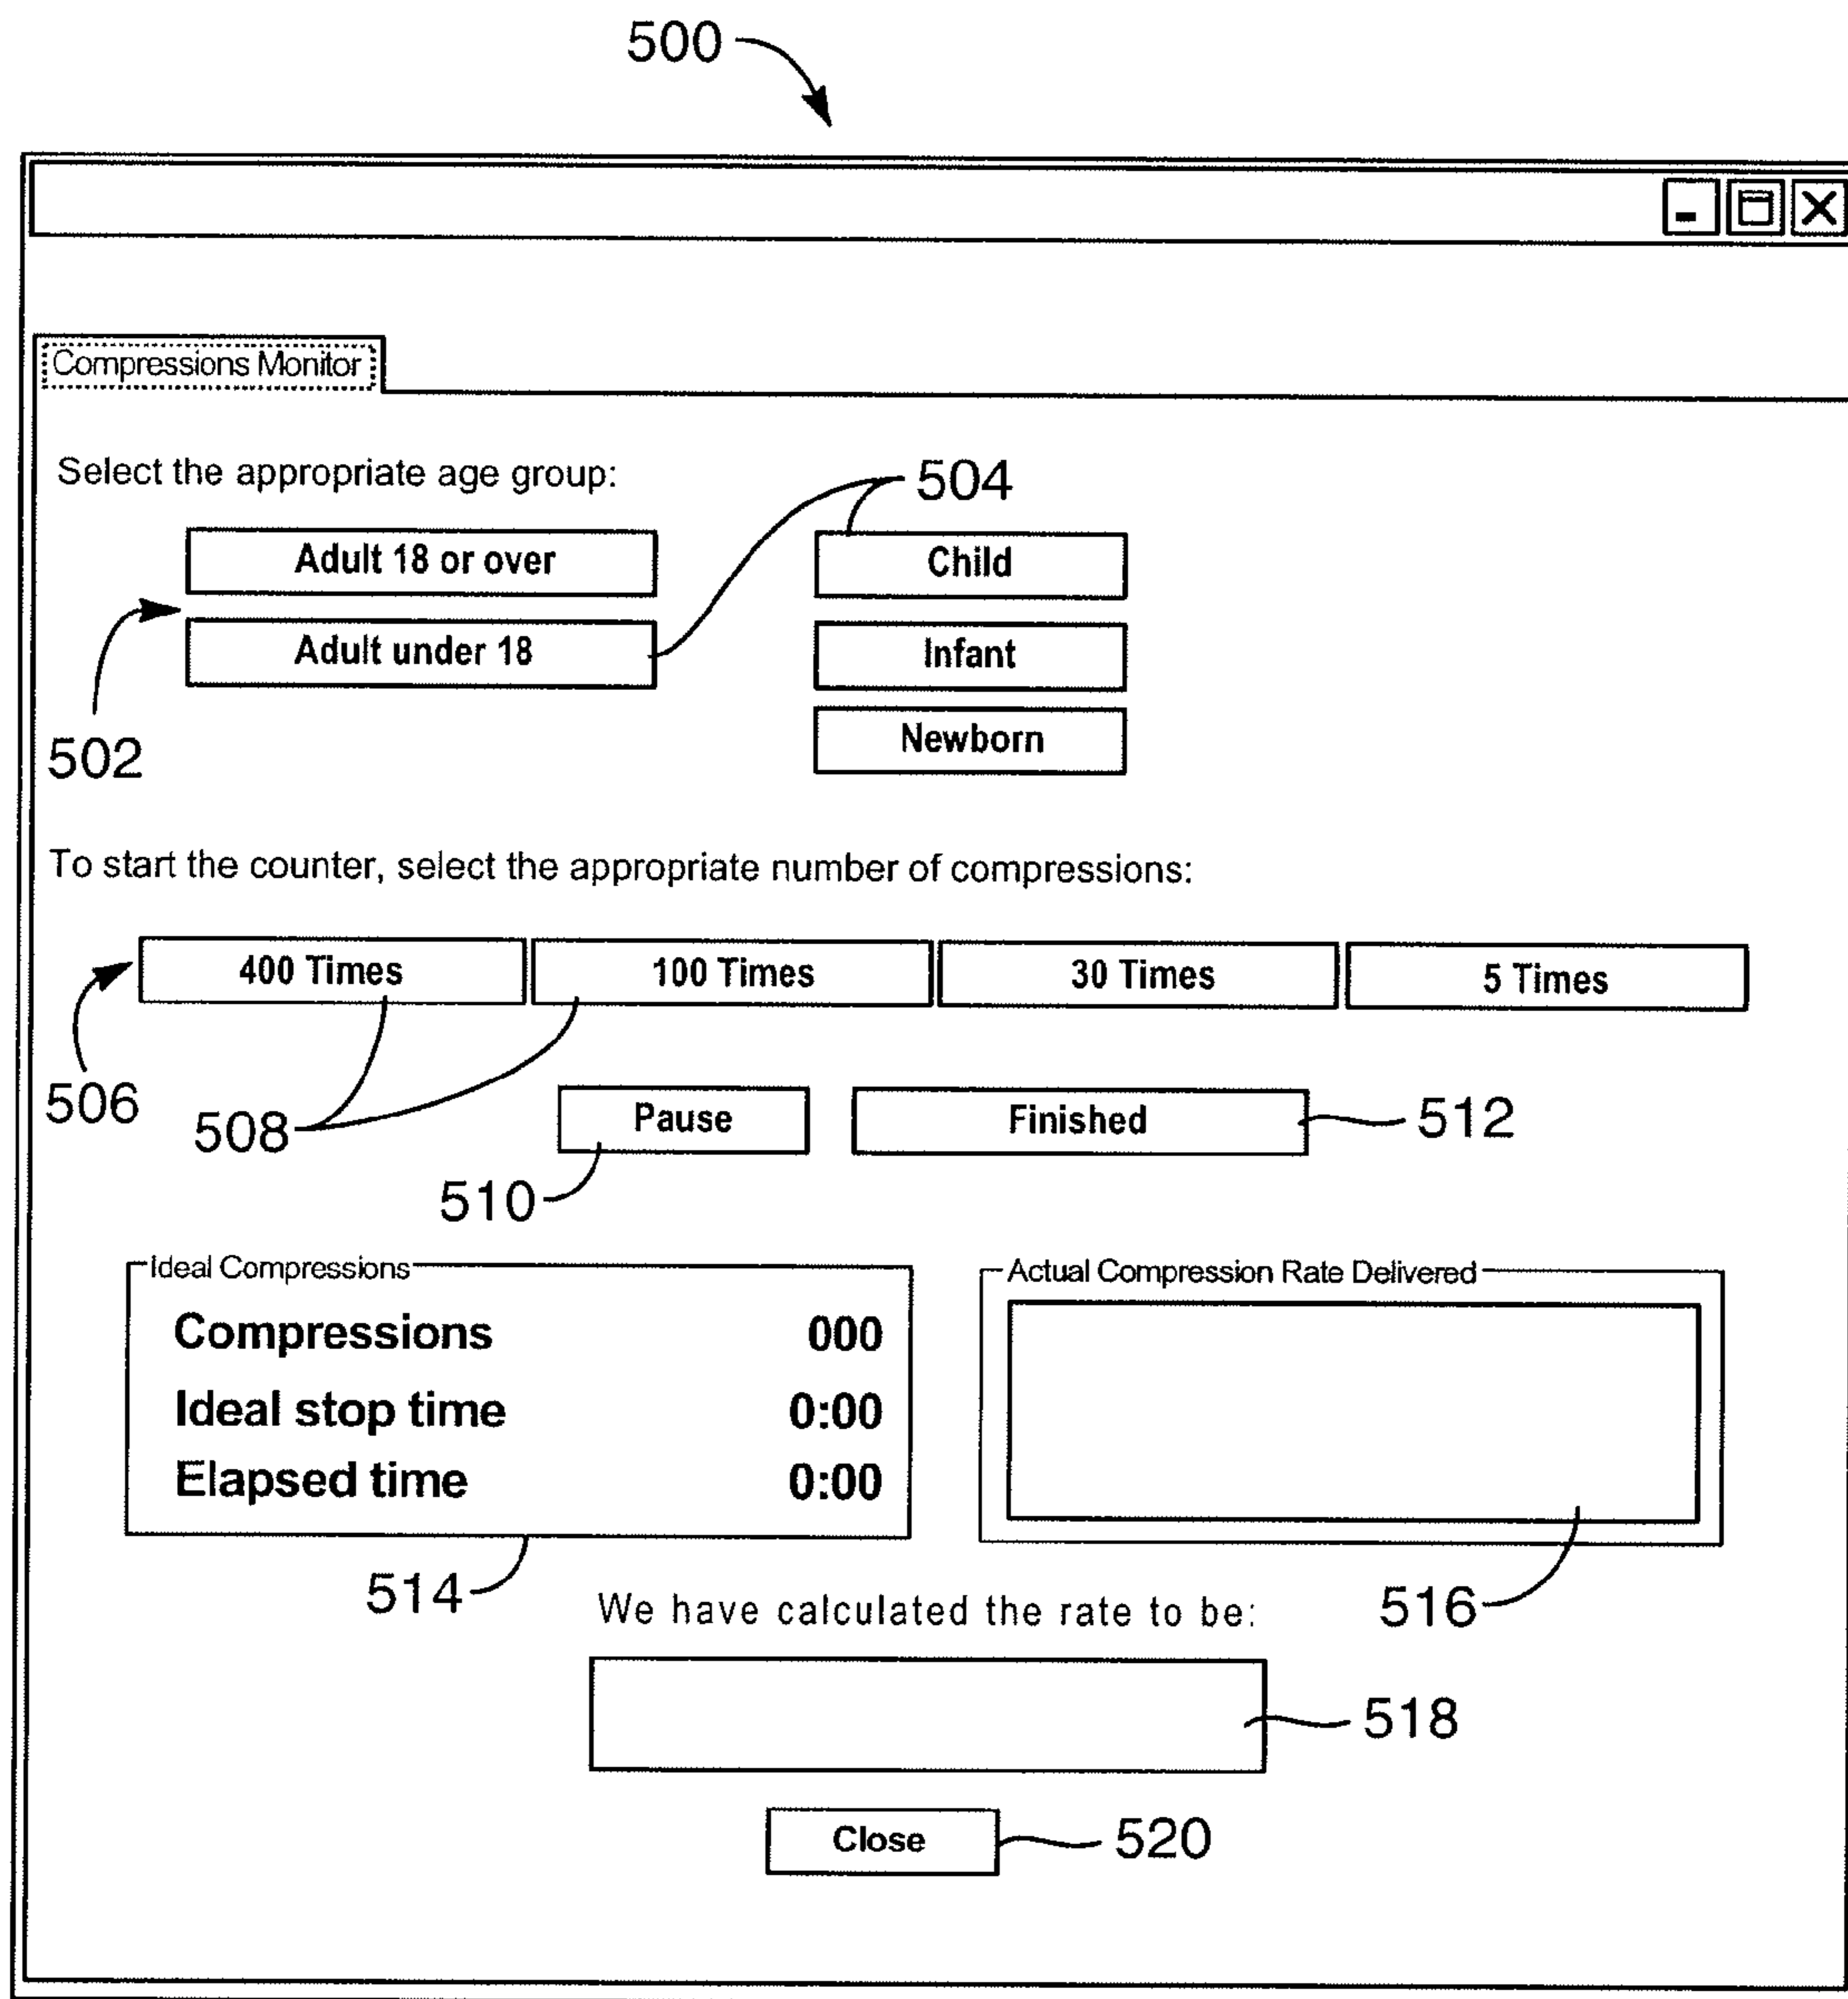 500
Compressions Monitor
Select the appropriate age group:
504
Adult 18 or over
Child
502
Adult under 18
Infant
Newborn
To start the counter, select the appropriate number of compressions:
506
400 Times
100 Times
30 Times
5 Times
508
Pause
Finished
512
510
Ideal Compressions
Compressions 000
Ideal stop time 0:00
Elapsed time 0:00
514
Actual Compression Rate Delivered
516
We have calculated the rate to be:
518
Close
520